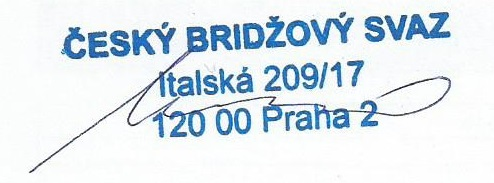 ČESKÝ BRIDŽOVÝ SVAZ
Italská 209/17
120 00 Praha 2